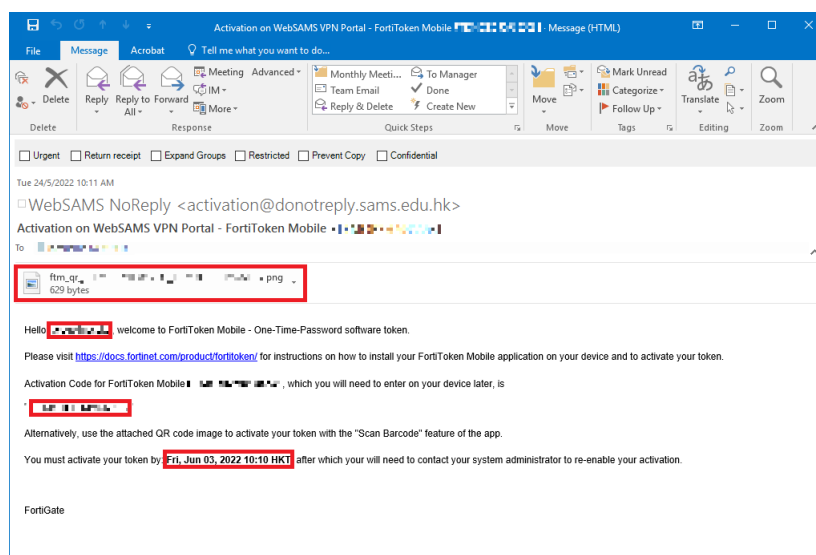 Activation on WebSAMS VPN Portal - FortiToken Mobile - Message (HTML)
File Message Acrobat Tell me what you want to do...
Meeting Advanced Monthly Meeti... To Manager Mark Unread
IM Team Email Done Categorize
Delete Reply Reply to All Forward More Reply & Delete Create New Move Follow Up Translate Zoom
Delete Response Quick Steps Move Tags Editing Zoom
Urgent Return receipt Expand Groups Restricted Prevent Copy Confidential
Tue 24/5/2022 10:11 AM
WebSAMS NoReply <activation@donotreply.sams.edu.hk>
Activation on WebSAMS VPN Portal - FortiToken Mobile
To
ftm_qr_ .png
629 bytes
Hello , welcome to FortiToken Mobile - One-Time-Password software token.
Please visit https://docs.fortinet.com/product/fortitoken/ for instructions on how to install your FortiToken Mobile application on your device and to activate your token.
Activation Code for FortiToken Mobile , which you will need to enter on your device later, is
Alternatively, use the attached QR code image to activate your token with the "Scan Barcode" feature of the app.
You must activate your token by: Fri, Jun 03, 2022 10:10 HKT, after which your will need to contact your system administrator to re-enable your activation.
FortiGate